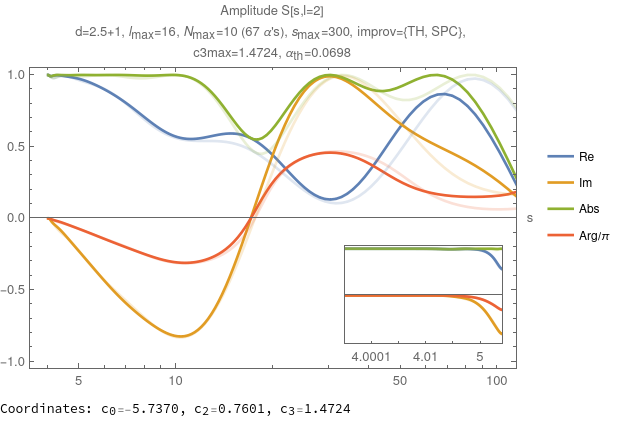 Amplitude S[s,l=2]
d=2.5+1, lmax=16, Nmax=10 (67 α's), smax=300, improv={TH, SPC},
c3max=1.4724, αth=0.0698
1.0
0.5
0.0
−0.5
−1.0
5
10
50
100
s
Re
Im
Abs
Arg/π
4.0001
4.01
5
Coordinates: c0=-5.7370, c2=0.7601, c3=1.4724